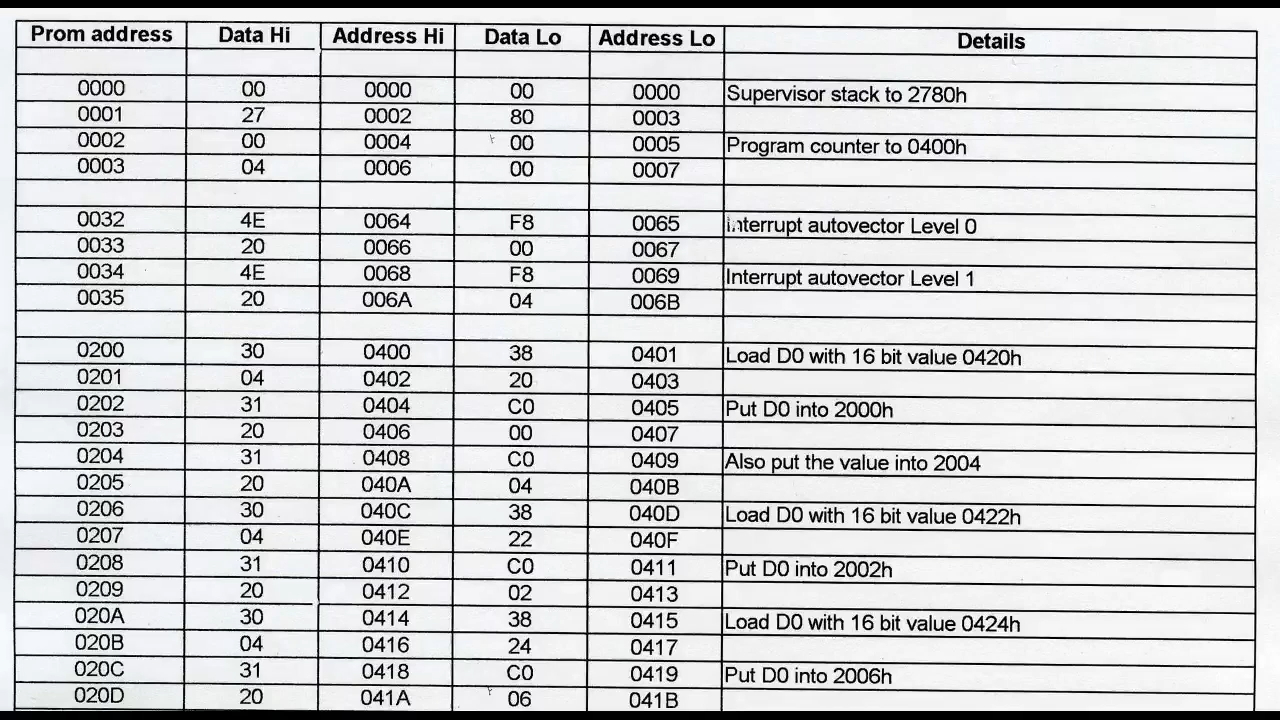 Prom address Data Hi Address Hi Data Lo Address Lo Details
0000 00 0000 00 0000 Supervisor stack to 2780h
0001 27 0002 80 0003
0002 00 0004 00 0005 Program counter to 0400h
0003 04 0006 00 0007
0032 4E 0064 F8 0065 Interrupt autovector Level 0
0033 20 0066 00 0067
0034 4E 0068 F8 0069 Interrupt autovector Level 1
0035 20 006A 04 006B
0200 30 0400 38 0401 Load D0 with 16 bit value 0420h
0201 04 0402 20 0403
0202 31 0404 C0 0405 Put D0 into 2000h
0203 20 0406 00 0407
0204 31 0408 C0 0409 Also put the value into 2004
0205 20 040A 04 040B
0206 30 040C 38 040D Load D0 with 16 bit value 0422h
0207 04 040E 22 040F
0208 31 0410 C0 0411 Put D0 into 2002h
0209 20 0412 02 0413
020A 30 0414 38 0415 Load D0 with 16 bit value 0424h
020B 04 0416 24 0417
020C 31 0418 C0 0419 Put D0 into 2006h
020D 20 041A 06 041B